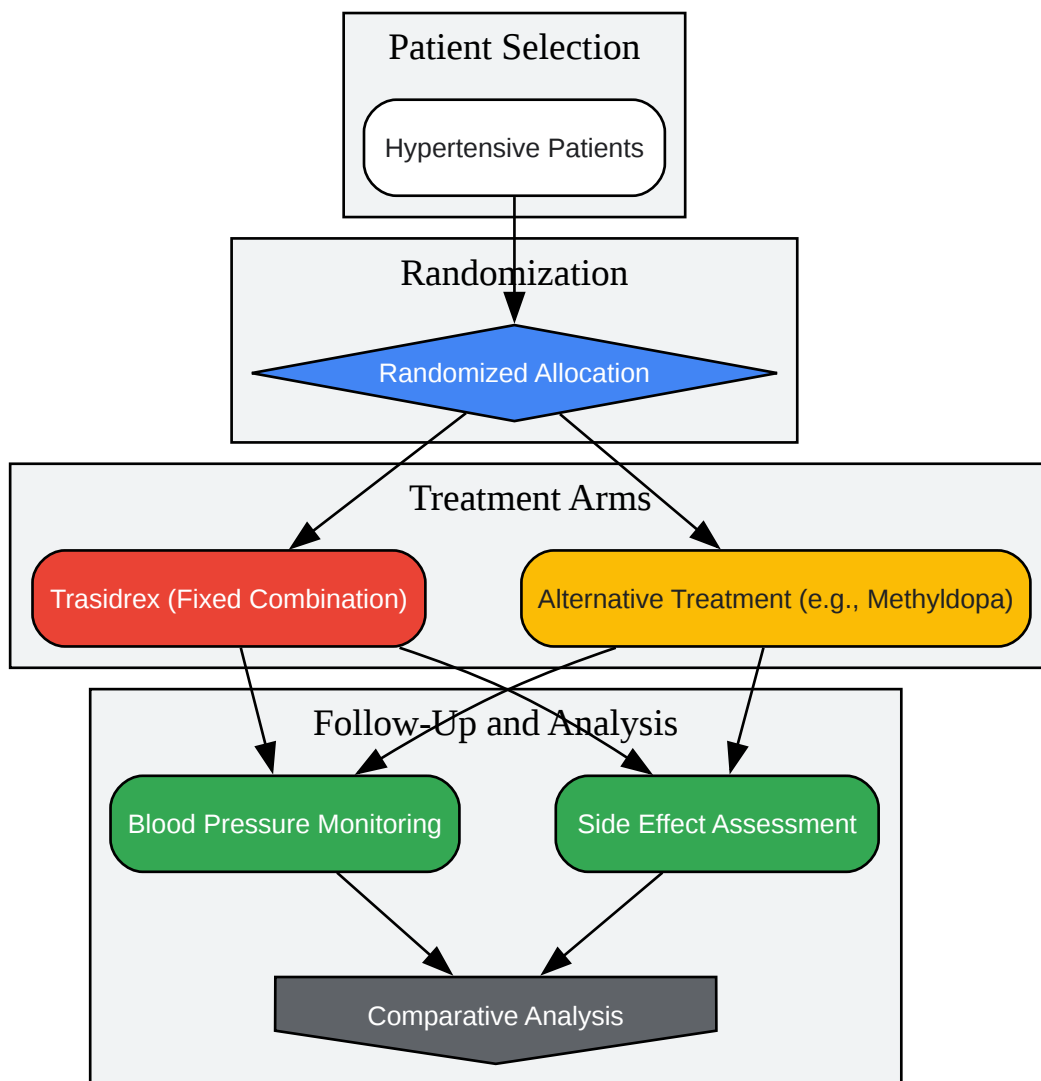 Patient Selection
Hypertensive Patients
Randomization
Randomized Allocation
Treatment Arms
Trasidrex (Fixed Combination)
Alternative Treatment (e.g., Methyldopa)
Follow-Up and Analysis
Blood Pressure Monitoring
Side Effect Assessment
Comparative Analysis